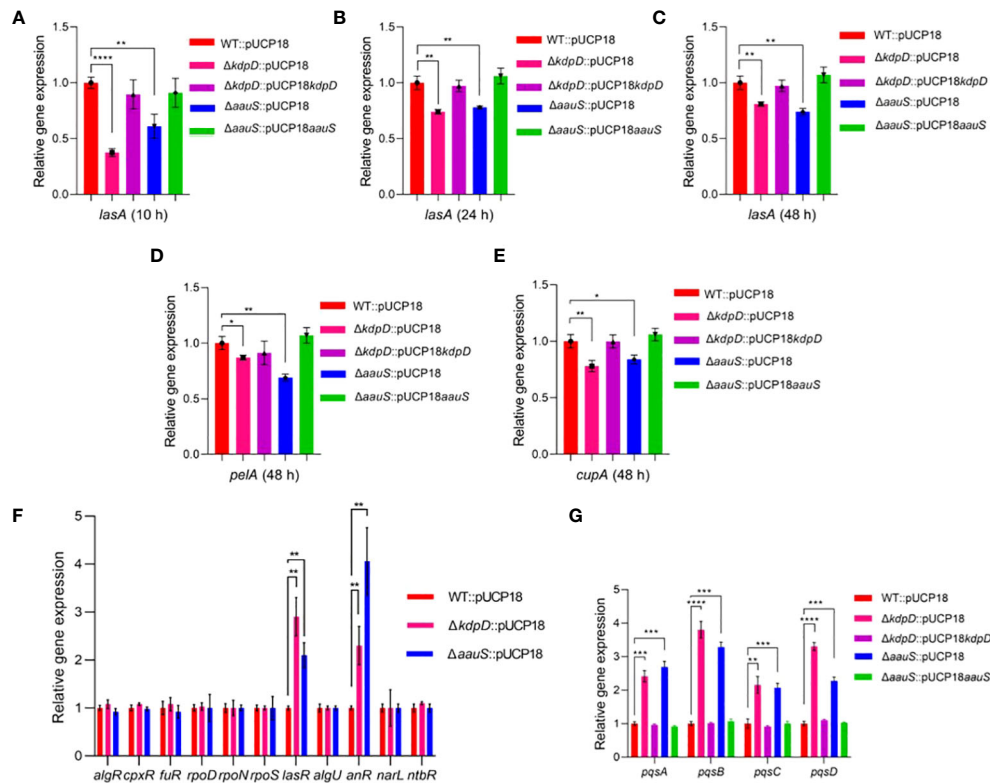 A
Relative gene expression
1.5
1.0
0.5
0.0
****
**
lasA (10 h)
WT::pUCP18
ΔkdpD::pUCP18
ΔkdpD::pUCP18kdpD
ΔaauS::pUCP18
ΔaauS::pUCP18aauS
B
Relative gene expression
1.5
1.0
0.5
0.0
**
**
lasA (24 h)
WT::pUCP18
ΔkdpD::pUCP18
ΔkdpD::pUCP18kdpD
ΔaauS::pUCP18
ΔaauS::pUCP18aauS
C
Relative gene expression
1.5
1.0
0.5
0.0
**
**
lasA (48 h)
WT::pUCP18
ΔkdpD::pUCP18
ΔkdpD::pUCP18kdpD
ΔaauS::pUCP18
ΔaauS::pUCP18aauS
D
Relative gene expression
1.5
1.0
0.5
0.0
*
**
pelA (48 h)
WT::pUCP18
ΔkdpD::pUCP18
ΔkdpD::pUCP18kdpD
ΔaauS::pUCP18
ΔaauS::pUCP18aauS
E
Relative gene expression
1.5
1.0
0.5
0.0
**
*
cupA (48 h)
WT::pUCP18
ΔkdpD::pUCP18
ΔkdpD::pUCP18kdpD
ΔaauS::pUCP18
ΔaauS::pUCP18aauS
F
Relative gene expression
5
4
3
2
1
0
**
**
**
**
algR cpxR fuR rpoD rpoN rpoS lasR algU anR narL ntbR
WT::pUCP18
ΔkdpD::pUCP18
ΔaauS::pUCP18
G
Relative gene expression
5
4
3
2
1
0
***
***
****
***
**
***
****
***
pqsA pqsB pqsC pqsD
WT::pUCP18
ΔkdpD::pUCP18
ΔkdpD::pUCP18kdpD
ΔaauS::pUCP18
ΔaauS::pUCP18aauS